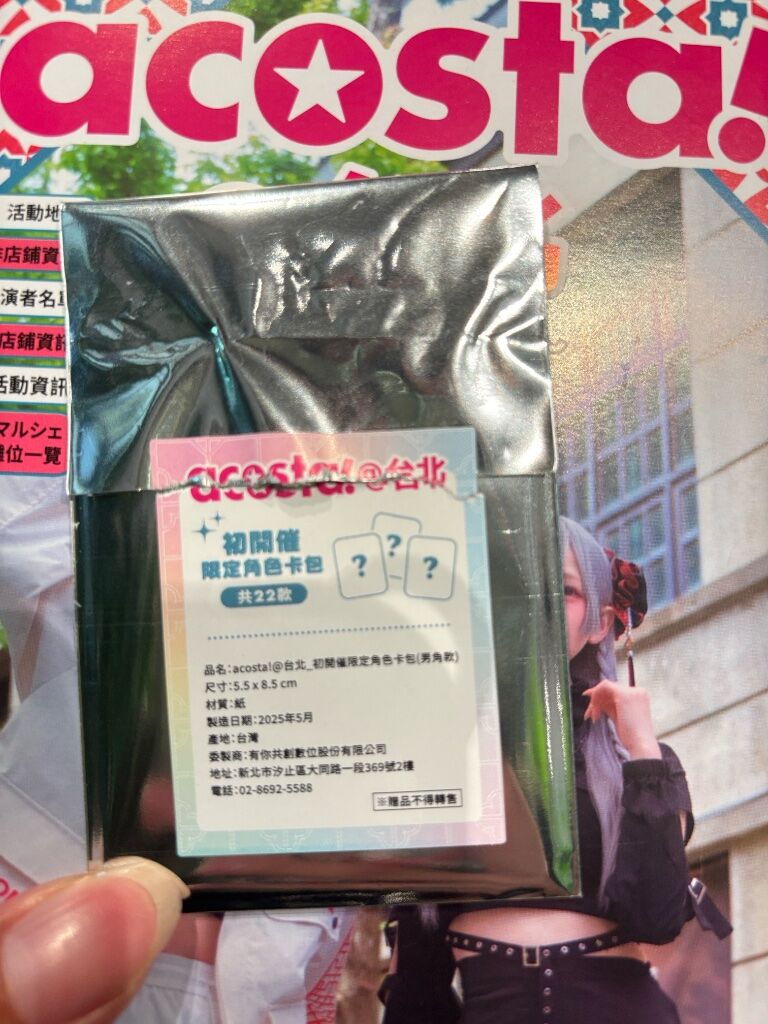 acosta!
活動地
店鋪資
演者名單
店鋪資訊
活動資訊
マルシェ
攤位一覽
acosta!@台北
初開催
限定角色卡包
共22款
? ? ?
品名：acosta!@台北_初開催限定角色卡包(男角款)
尺寸：5.5 x 8.5 cm
材質：紙
製造日期：2025年5月
產地：台灣
委製商：有你共創數位股份有限公司
地址：新北市汐止區大同路一段369號2樓
電話：02-8692-5588
※贈品不得轉售